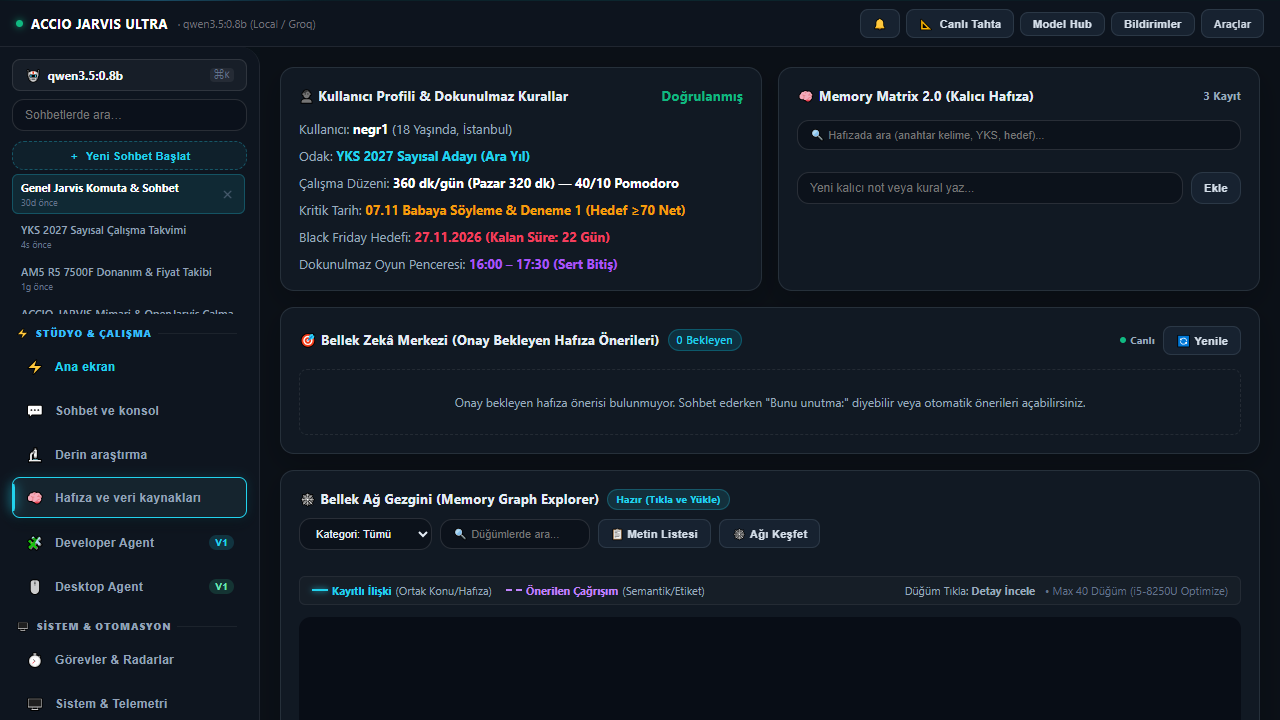 ACCIO JARVIS ULTRA · qwen3.5:0.8b (Local / Groq)
Canlı Tahta
Model Hub
Bildirimler
Araçlar
qwen3.5:0.8b ⌘K
Sohbetlerde ara…
+ Yeni Sohbet Başlat
Genel Jarvis Komuta & Sohbet
30d önce
YKS 2027 Sayısal Çalışma Takvimi
4s önce
AM5 R5 7500F Donanım & Fiyat Takibi
1g önce
ACCIO JARVIS Mimari & OpenJarvis Çalma
STÜDYO & ÇALIŞMA
Ana ekran
Sohbet ve konsol
Derin araştırma
Hafıza ve veri kaynakları
Developer Agent V1
Desktop Agent V1
SİSTEM & OTOMASYON
Görevler & Radarlar
Sistem & Telemetri
Kullanıcı Profili & Dokunulmaz Kurallar Doğrulanmış
Kullanıcı: negr1 (18 Yaşında, İstanbul)
Odak: YKS 2027 Sayısal Adayı (Ara Yıl)
Çalışma Düzeni: 360 dk/gün (Pazar 320 dk) — 40/10 Pomodoro
Kritik Tarih: 07.11 Babaya Söyleme & Deneme 1 (Hedef ≥70 Net)
Black Friday Hedefi: 27.11.2026 (Kalan Süre: 22 Gün)
Dokunulmaz Oyun Penceresi: 16:00 – 17:30 (Sert Bitiş)
Memory Matrix 2.0 (Kalıcı Hafıza) 3 Kayıt
Hafızada ara (anahtar kelime, YKS, hedef)...
Yeni kalıcı not veya kural yaz... Ekle
Bellek Zekâ Merkezi (Onay Bekleyen Hafıza Önerileri) 0 Bekleyen Canlı Yenile
Onay bekleyen hafıza önerisi bulunmuyor. Sohbet ederken "Bunu unutma:" diyebilir veya otomatik önerileri açabilirsiniz.
Bellek Ağ Gezgini (Memory Graph Explorer) Hazır (Tıkla ve Yükle)
Kategori: Tümü Düğümlerde ara... Metin Listesi Ağı Keşfet
Kayıtlı İlişki (Ortak Konu/Hafıza) Önerilen Çağrışım (Semantik/Etiket) Düğüm Tıkla: Detay İncele • Max 40 Düğüm (i5-8250U Optimize)